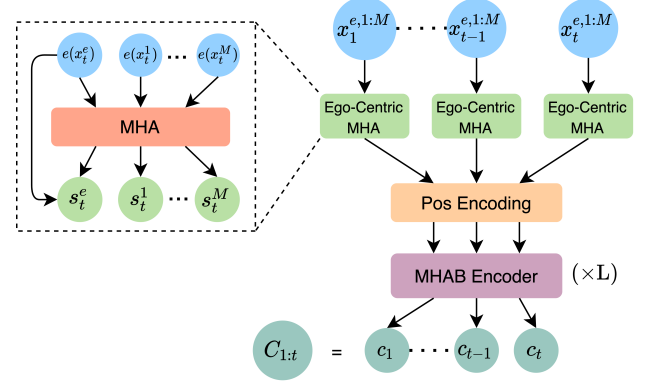 e(x_t^e) e(x_t^1) ... e(x_t^M)
MHA
s_t^e s_t^1 ... s_t^M
x_1^{e,1:M} ..... x_{t-1}^{e,1:M} x_t^{e,1:M}
Ego-Centric
MHA
Ego-Centric
MHA
Ego-Centric
MHA
Pos Encoding
MHAB Encoder (×L)
C_{1:t} = c_1 ..... c_{t-1} c_t